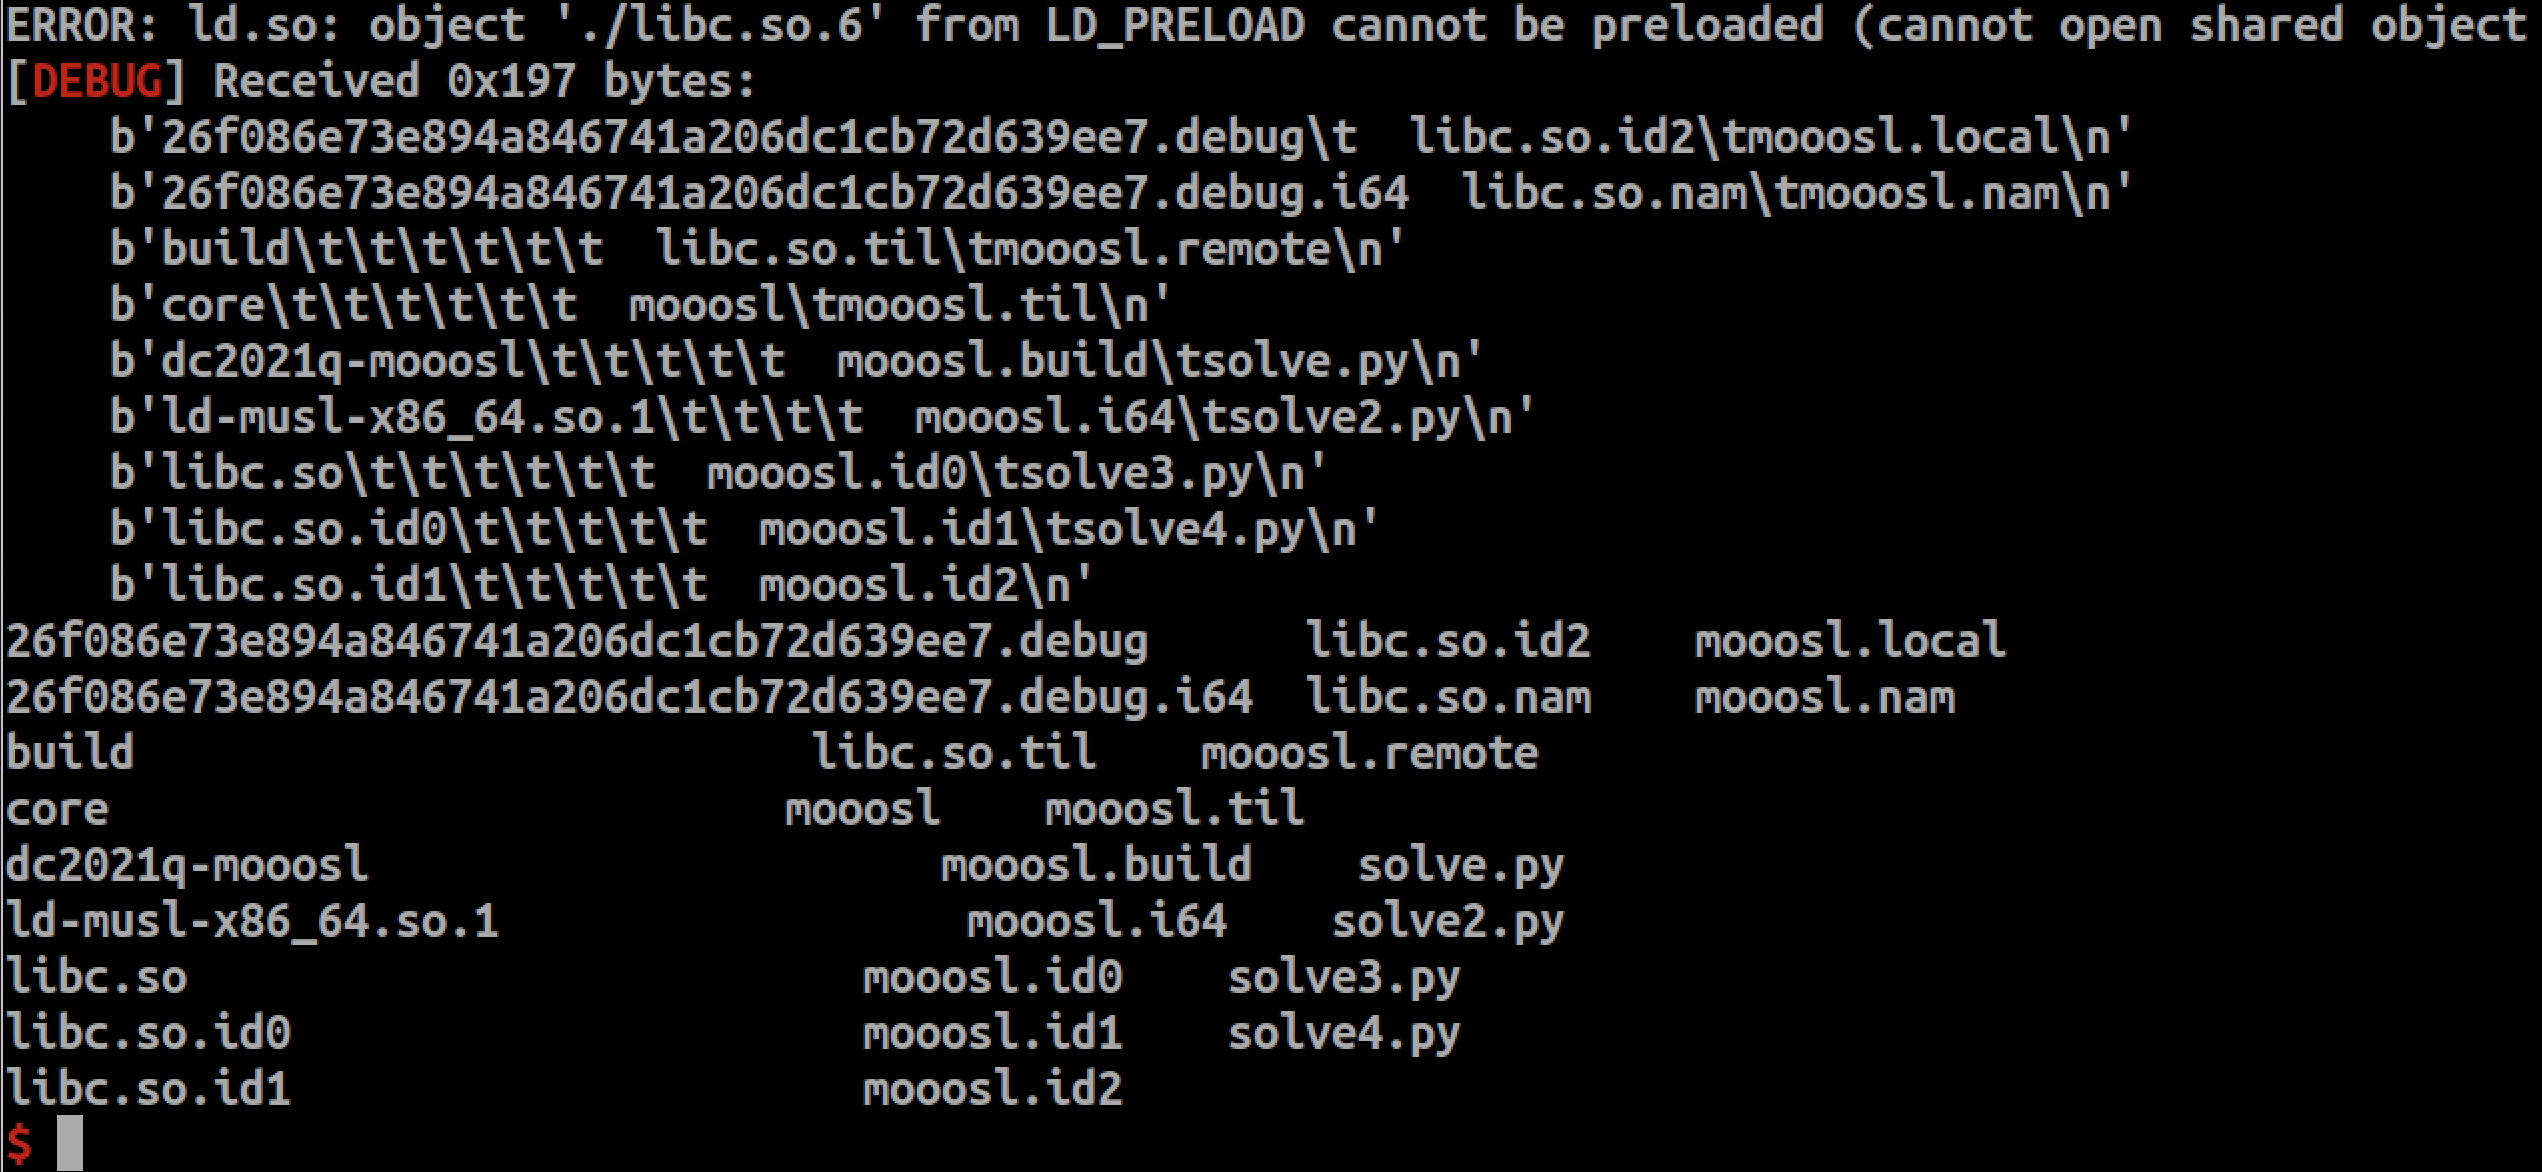 ERROR: ld.so: object './libc.so.6' from LD_PRELOAD cannot be preloaded (cannot open shared object
[DEBUG] Received 0x197 bytes:
b'26f086e73e894a846741a206dc1cb72d639ee7.debug\t  libc.so.id2\tmooosl.local\n'
b'26f086e73e894a846741a206dc1cb72d639ee7.debug.i64  libc.so.nam\tmooosl.nam\n'
b'build\t\t\t\t\t\t  libc.so.til\tmooosl.remote\n'
b'core\t\t\t\t\t\t  mooosl\tmooosl.til\n'
b'dc2021q-mooosl\t\t\t\t\t  mooosl.build\tsolve.py\n'
b'ld-musl-x86_64.so.1\t\t\t\t  mooosl.i64\tsolve2.py\n'
b'libc.so\t\t\t\t\t\t  mooosl.id0\tsolve3.py\n'
b'libc.so.id0\t\t\t\t\t  mooosl.id1\tsolve4.py\n'
b'libc.so.id1\t\t\t\t\t  mooosl.id2\n'
26f086e73e894a846741a206dc1cb72d639ee7.debug      libc.so.id2    mooosl.local
26f086e73e894a846741a206dc1cb72d639ee7.debug.i64  libc.so.nam    mooosl.nam
build                          libc.so.til    mooosl.remote
core                          mooosl    mooosl.til
dc2021q-mooosl                      mooosl.build    solve.py
ld-musl-x86_64.so.1                  mooosl.i64    solve2.py
libc.so                          mooosl.id0    solve3.py
libc.so.id0                      mooosl.id1    solve4.py
libc.so.id1                      mooosl.id2
$